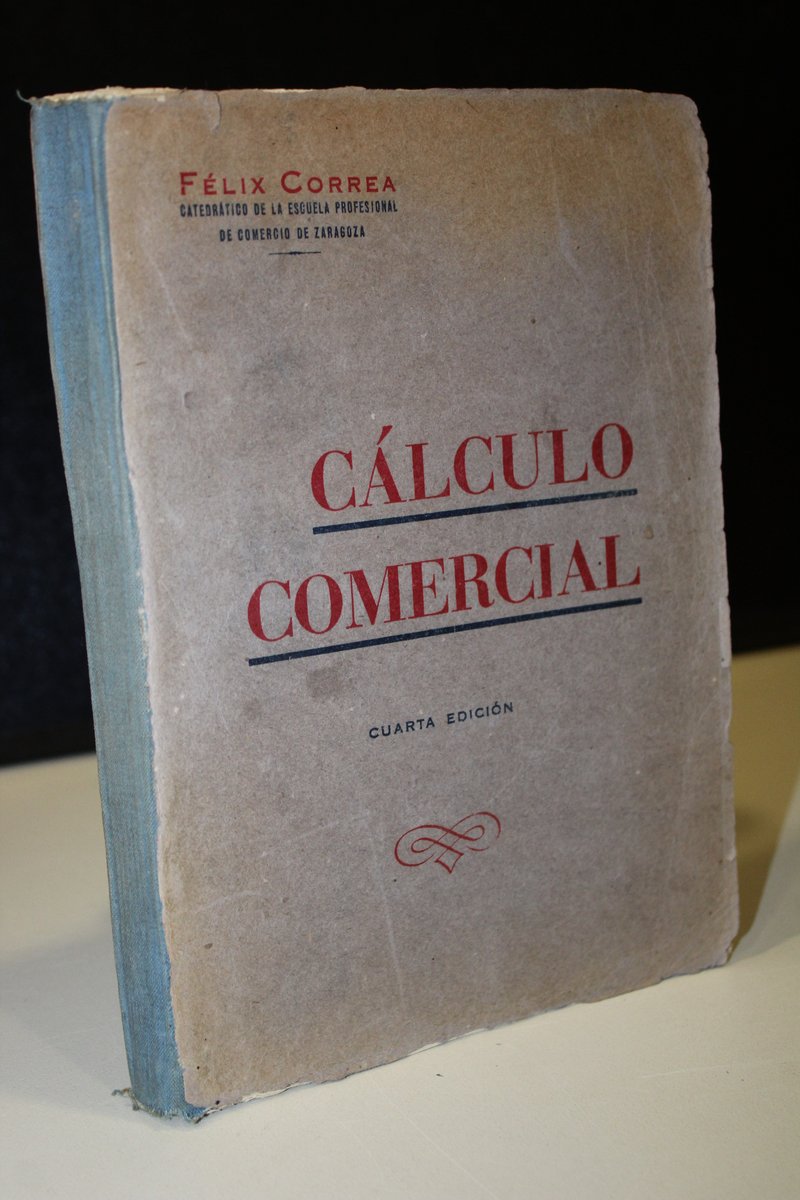 FÉLIX CORREA
CATEDRÁTICO DE LA ESCUELA PROFESIONAL
DE COMERCIO DE ZARAGOZA
CÁLCULO
COMERCIAL
CUARTA EDICIÓN